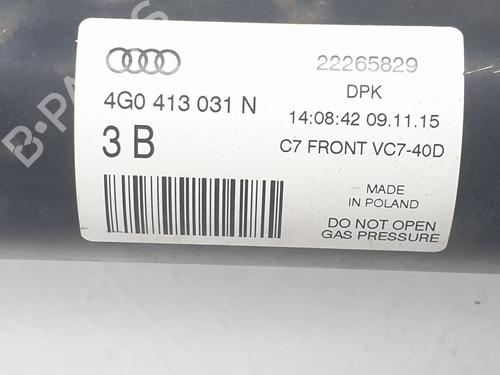 22265829
4G0 413 031 N
DPK
14:08:42 09.11.15
3 B
C7 FRONT VC7-40D
MADE
IN POLAND
DO NOT OPEN
GAS PRESSURE
B-PARTS